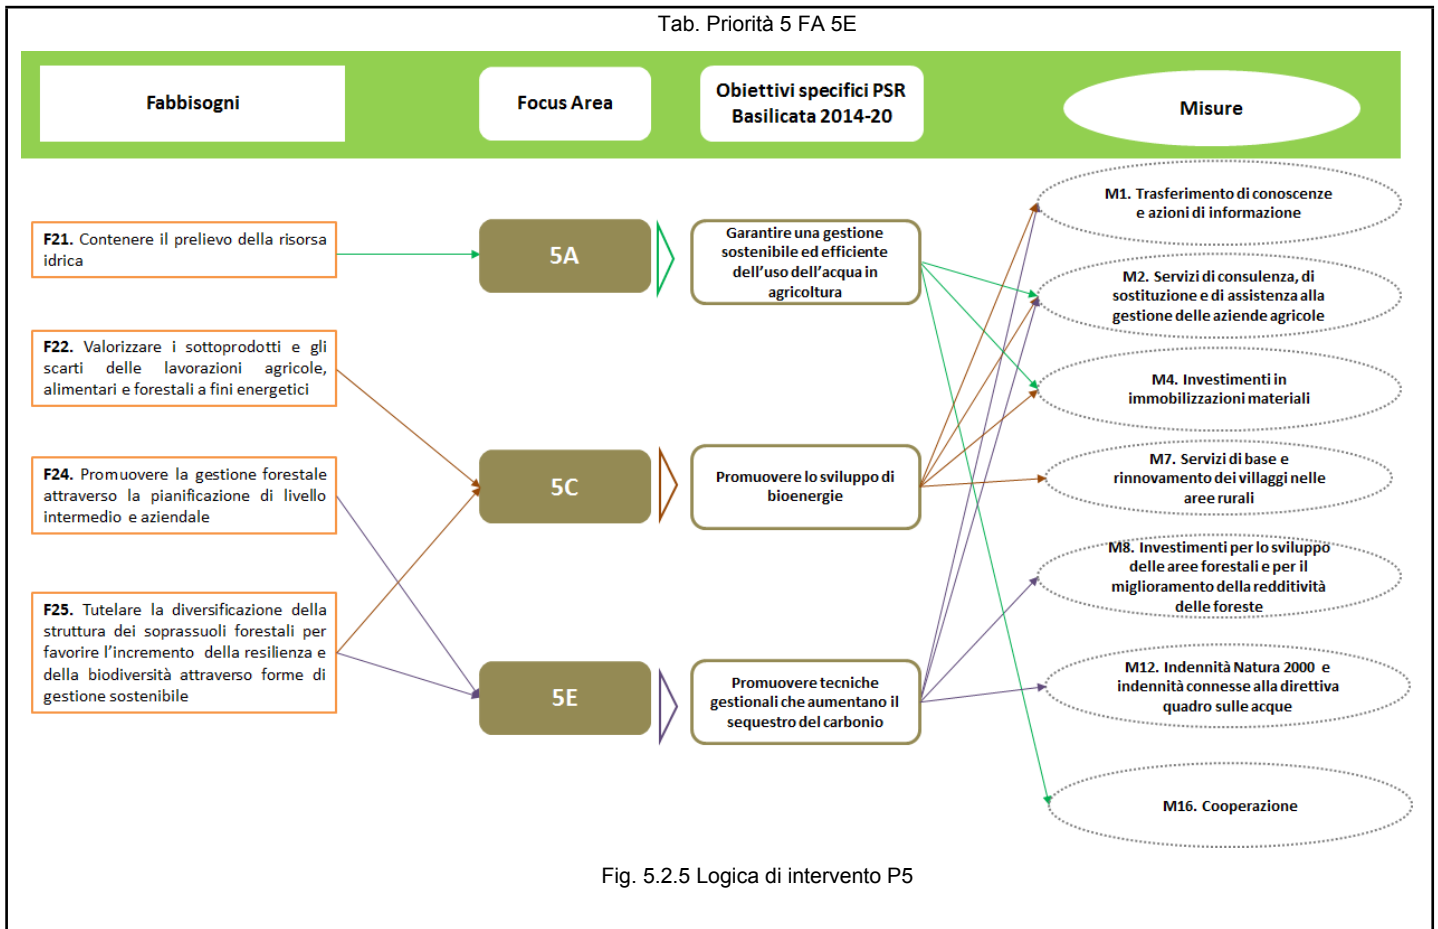 Tab. Priorità 5 FA 5E
Fabbisogni
Focus Area
Obiettivi specifici PSR
Basilicata 2014-20
Misure
F21. Contenere il prelievo della risorsa
idrica
F22. Valorizzare i sottoprodotti e gli
scarti delle lavorazioni agricole,
alimentari e forestali a fini energetici
F24. Promuovere la gestione forestale
attraverso la pianificazione di livello
intermedio e aziendale
F25. Tutelare la diversificazione della
struttura dei soprassuoli forestali per
favorire l'incremento della resilienza e
della biodiversità attraverso forme di
gestione sostenibile
5A
5C
5E
Garantire una gestione
sostenibile ed efficiente
dell'uso dell'acqua in
agricoltura
Promuovere lo sviluppo di
bioenergie
Promuovere tecniche
gestionali che aumentano il
sequestro del carbonio
M1. Trasferimento di conoscenze
e azioni di informazione
M2. Servizi di consulenza, di
sostituzione e di assistenza alla
gestione delle aziende agricole
M4. Investimenti in
immobilizzazioni materiali
M7. Servizi di base e
rinnovamento dei villaggi nelle
aree rurali
M8. Investimenti per lo sviluppo
delle aree forestali e per il
miglioramento della redditività
delle foreste
M12. Indennità Natura 2000 e
indennità connesse alla direttiva
quadro sulle acque
M16. Cooperazione
Fig. 5.2.5 Logica di intervento P5